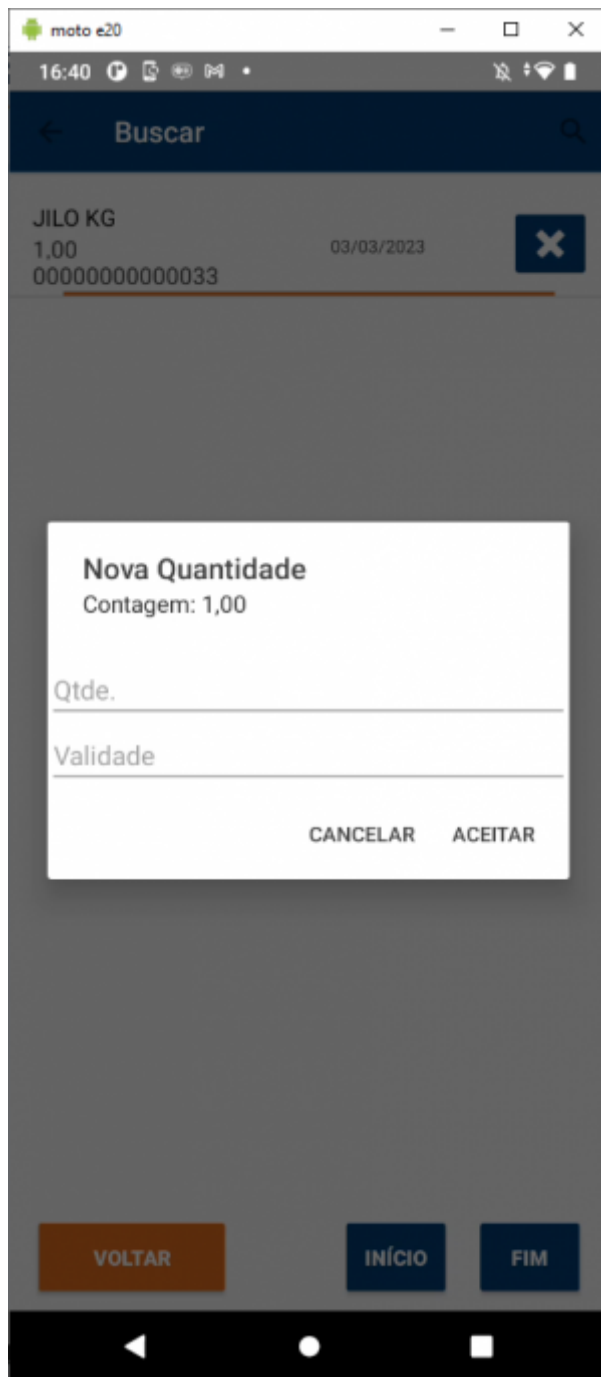 moto e20
16:40
Buscar
JILO KG
1,00
03/03/2023
00000000000033
Nova Quantidade
Contagem: 1,00
Qtde.
Validade
CANCELAR ACEITAR
VOLTAR INÍCIO FIM